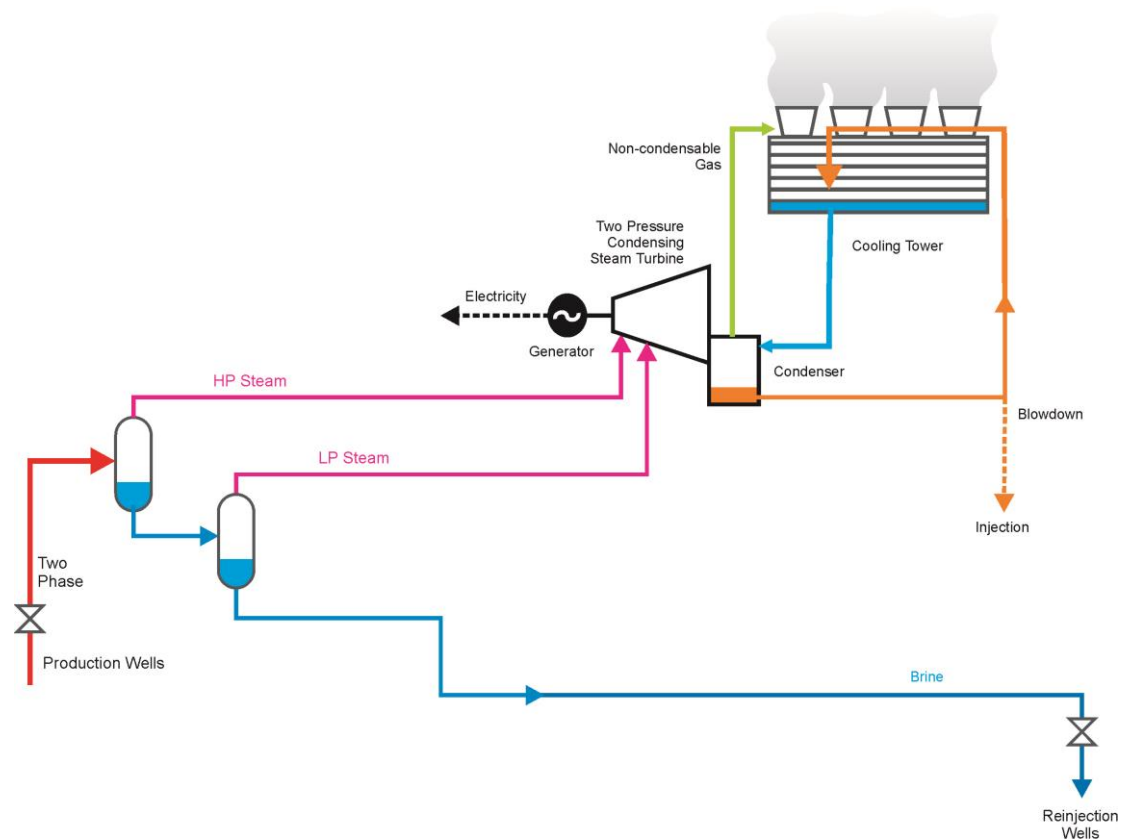 Non-condensable
Gas
Two Pressure
Condensing
Steam Turbine
Cooling Tower
Electricity
Generator
Condenser
HP Steam
Blowdown
LP Steam
Injection
Two
Phase
Production Wells
Brine
Reinjection
Wells